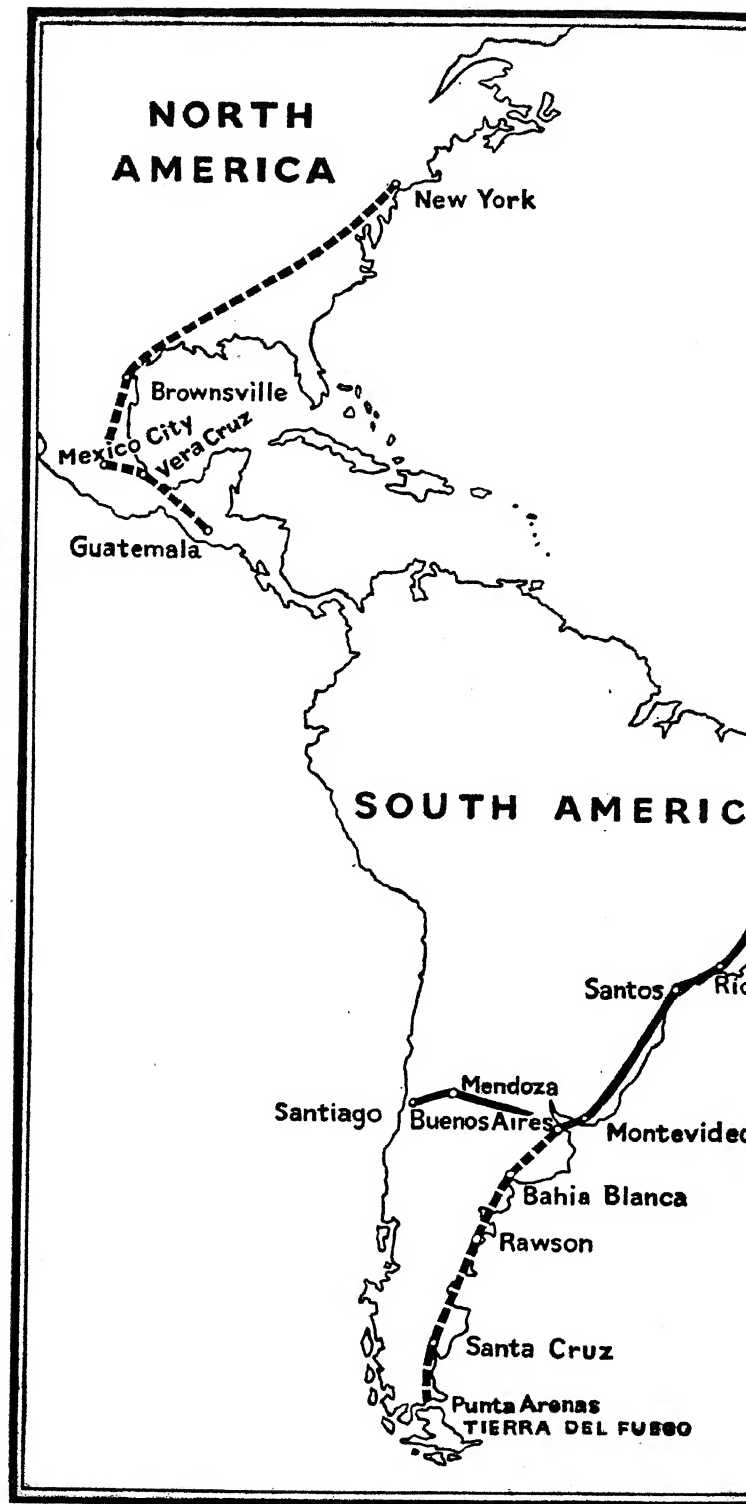 NORTH
AMERICA
New York
Brownsville
Mexico City
Vera Cruz
Guatemala
SOUTH AMERIC
Santos
Rio
Mendoza
Santiago
Buenos Aires
Montevideo
Bahia Blanca
Rawson
Santa Cruz
Punta Arenas
TIERRA DEL FUEGO